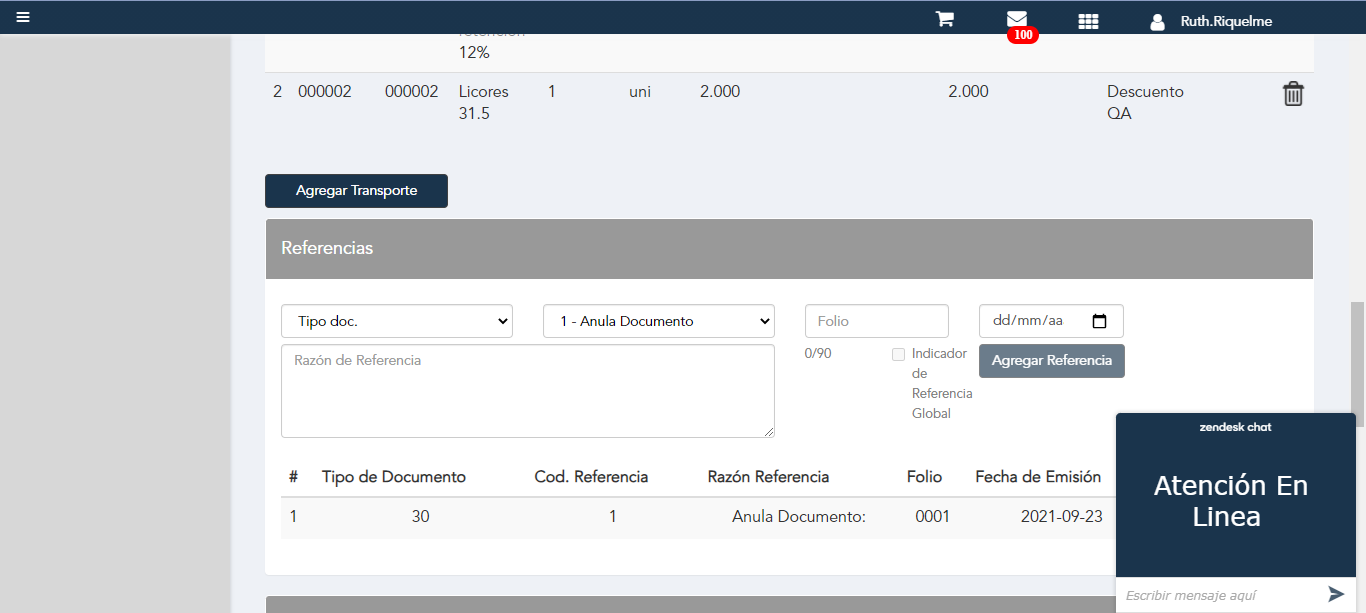 Ruth.Riquelme
100
retención
12%
2 000002 000002 Licores 1 uni 2.000 2.000 Descuento
31.5 QA
Agregar Transporte
Referencias
Tipo doc. 1 - Anula Documento Folio dd/mm/aa
Razón de Referencia 0/90 Indicador Agregar Referencia
de
Referencia
Global
zendesk chat
# Tipo de Documento Cod. Referencia Razón Referencia Folio Fecha de Emisión
1 30 1 Anula Documento: 0001 2021-09-23
Atención En
Linea
Escribir mensaje aquí